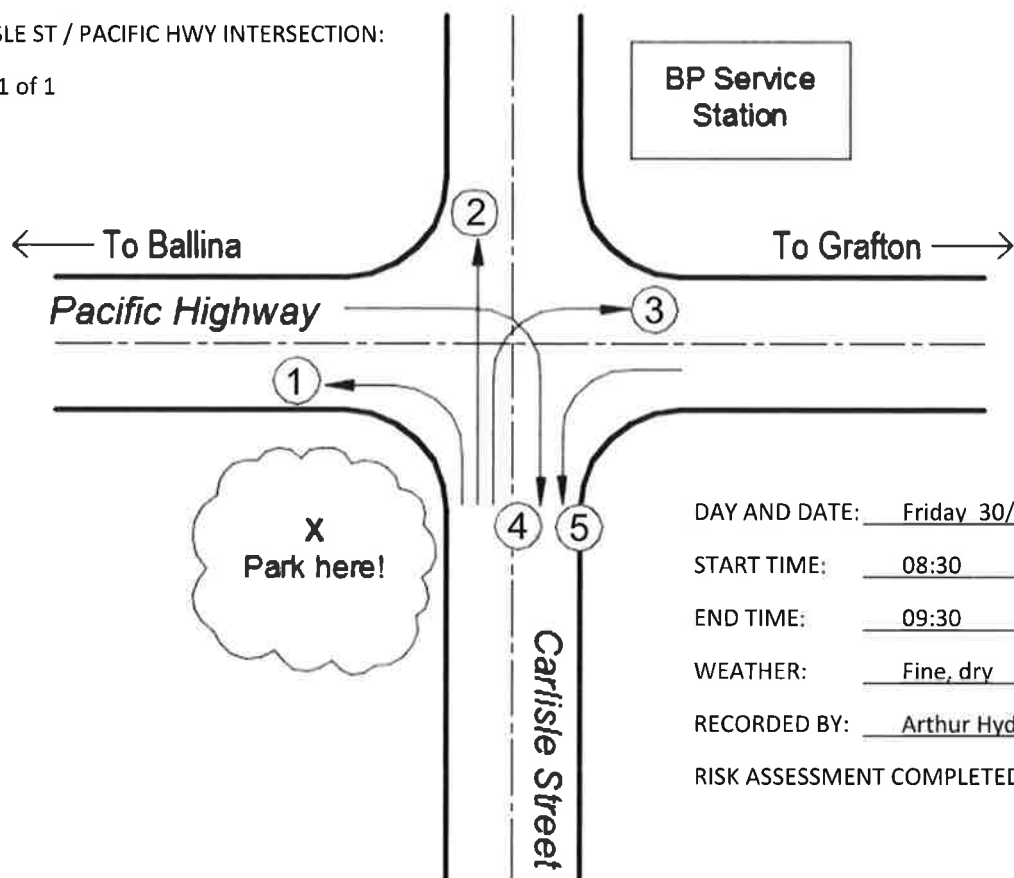 SLE ST / PACIFIC HWY INTERSECTION:
1 of 1
BP Service
Station
2
To Ballina
To Grafton
Pacific Highway
3
1
4
5
X
Park here!
Carlisle Street
DAY AND DATE: Friday 30/
START TIME: 08:30
END TIME: 09:30
WEATHER: Fine, dry
RECORDED BY: Arthur Hyd
RISK ASSESSMENT COMPLETED